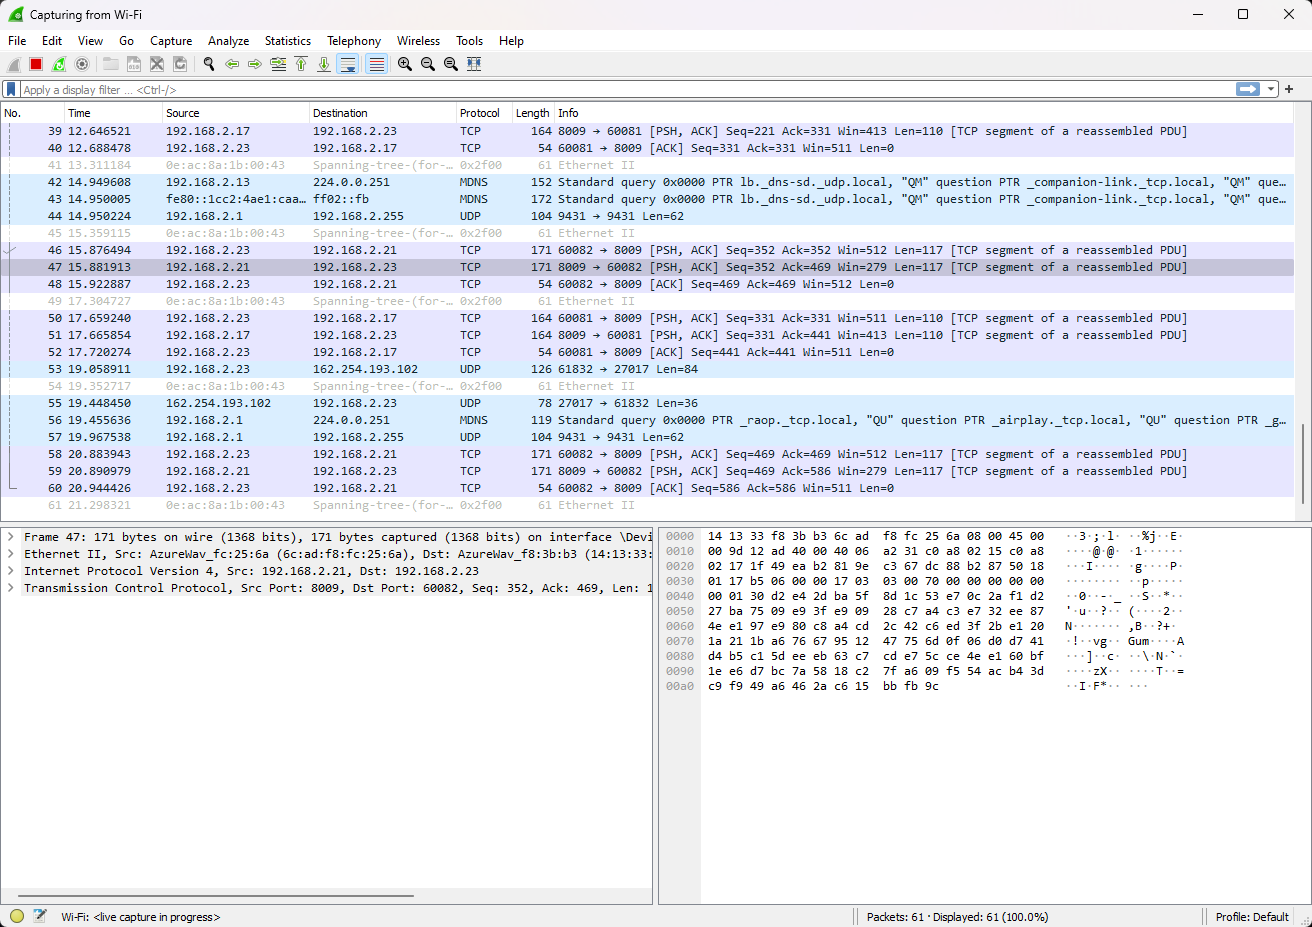 Capturing from Wi-Fi
File Edit View Go Capture Analyze Statistics Telephony Wireless Tools Help
Apply a display filter ... <Ctrl-/>
No. Time Source Destination Protocol Length Info
39 12.646521 192.168.2.17 192.168.2.23 TCP 164 8009 → 60081 [PSH, ACK] Seq=221 Ack=331 Win=413 Len=110 [TCP segment of a reassembled PDU]
40 12.688478 192.168.2.23 192.168.2.17 TCP 54 60081 → 8009 [ACK] Seq=331 Ack=331 Win=511 Len=0
41 13.311184 0e:ac:8a:1b:00:43 Spanning-tree-(for-… 0x2f00 61 Ethernet II
42 14.949608 192.168.2.13 224.0.0.251 MDNS 152 Standard query 0x0000 PTR lb._dns-sd._udp.local, "QM" question PTR _companion-link._tcp.local, "QM" que…
43 14.950005 fe80::1cc2:4ae1:caa… ff02::fb MDNS 172 Standard query 0x0000 PTR lb._dns-sd._udp.local, "QM" question PTR _companion-link._tcp.local, "QM" que…
44 14.950224 192.168.2.1 192.168.2.255 UDP 104 9431 → 9431 Len=62
45 15.359115 0e:ac:8a:1b:00:43 Spanning-tree-(for-… 0x2f00 61 Ethernet II
46 15.876494 192.168.2.23 192.168.2.21 TCP 171 60082 → 8009 [PSH, ACK] Seq=352 Ack=352 Win=512 Len=117 [TCP segment of a reassembled PDU]
47 15.881913 192.168.2.21 192.168.2.23 TCP 171 8009 → 60082 [PSH, ACK] Seq=352 Ack=469 Win=279 Len=117 [TCP segment of a reassembled PDU]
48 15.922887 192.168.2.23 192.168.2.21 TCP 54 60082 → 8009 [ACK] Seq=469 Ack=469 Win=512 Len=0
49 17.304727 0e:ac:8a:1b:00:43 Spanning-tree-(for-… 0x2f00 61 Ethernet II
50 17.659240 192.168.2.23 192.168.2.17 TCP 164 60081 → 8009 [PSH, ACK] Seq=331 Ack=331 Win=511 Len=110 [TCP segment of a reassembled PDU]
51 17.665854 192.168.2.17 192.168.2.23 TCP 164 8009 → 60081 [PSH, ACK] Seq=331 Ack=441 Win=413 Len=110 [TCP segment of a reassembled PDU]
52 17.720274 192.168.2.23 192.168.2.17 TCP 54 60081 → 8009 [ACK] Seq=441 Ack=441 Win=511 Len=0
53 19.058911 192.168.2.23 162.254.193.102 UDP 126 61832 → 27017 Len=84
54 19.352717 0e:ac:8a:1b:00:43 Spanning-tree-(for-… 0x2f00 61 Ethernet II
55 19.448450 162.254.193.102 192.168.2.23 UDP 78 27017 → 61832 Len=36
56 19.455636 192.168.2.1 224.0.0.251 MDNS 119 Standard query 0x0000 PTR _raop._tcp.local, "QU" question PTR _airplay._tcp.local, "QU" question PTR _g…
57 19.967538 192.168.2.1 192.168.2.255 UDP 104 9431 → 9431 Len=62
58 20.883943 192.168.2.23 192.168.2.21 TCP 171 60082 → 8009 [PSH, ACK] Seq=469 Ack=469 Win=512 Len=117 [TCP segment of a reassembled PDU]
59 20.890979 192.168.2.21 192.168.2.23 TCP 171 8009 → 60082 [PSH, ACK] Seq=469 Ack=586 Win=279 Len=117 [TCP segment of a reassembled PDU]
60 20.944426 192.168.2.23 192.168.2.21 TCP 54 60082 → 8009 [ACK] Seq=586 Ack=586 Win=511 Len=0
61 21.298321 0e:ac:8a:1b:00:43 Spanning-tree-(for-… 0x2f00 61 Ethernet II
Frame 47: 171 bytes on wire (1368 bits), 171 bytes captured (1368 bits) on interface \Devi
Ethernet II, Src: AzureWav_fc:25:6a (6c:ad:f8:fc:25:6a), Dst: AzureWav_f8:3b:b3 (14:13:33:
Internet Protocol Version 4, Src: 192.168.2.21, Dst: 192.168.2.23
Transmission Control Protocol, Src Port: 8009, Dst Port: 60082, Seq: 352, Ack: 469, Len: 1
0000 14 13 33 f8 3b b3 6c ad f8 fc 25 6a 08 00 45 00 ··3·;·l· ··%j··E·
0010 00 9d 12 ad 40 00 40 06 a2 31 c0 a8 02 15 c0 a8 ····@·@· ·1······
0020 02 17 1f 49 ea b2 81 9e c3 67 dc 88 b2 87 50 18 ···I···· ·g····P·
0030 01 17 b5 06 00 00 17 03 03 00 70 00 00 00 00 00 ········ ··p·····
0040 00 01 30 d2 e4 2d ba 5f 8d 1c 53 e7 0c 2a f1 d2 ··0··-·_ ··S··*··
0050 27 ba 75 09 e9 3f e9 09 28 c7 a4 c3 e7 32 ee 87 '·u··?·· (····2··
0060 4e e1 97 e9 80 c8 a4 cd 2c 42 c6 ed 3f 2b e1 20 N······· ,B··?+·
0070 1a 21 1b a6 76 67 95 12 47 75 6d 0f 06 d0 d7 41 ·!··vg·· Gum····A
0080 d4 b5 c1 5d ee eb 63 c7 cd e7 5c ce 4e e1 60 bf ···]··c· ··\·N·`·
0090 1e e6 d7 bc 7a 58 18 c2 7f a6 09 f5 54 ac b4 3d ····zX·· ····T··=
00a0 c9 f9 49 a6 46 2a c6 15 bb fb 9c ··I·F*·· ···
Wi-Fi: <live capture in progress>
Packets: 61 · Displayed: 61 (100.0%)
Profile: Default